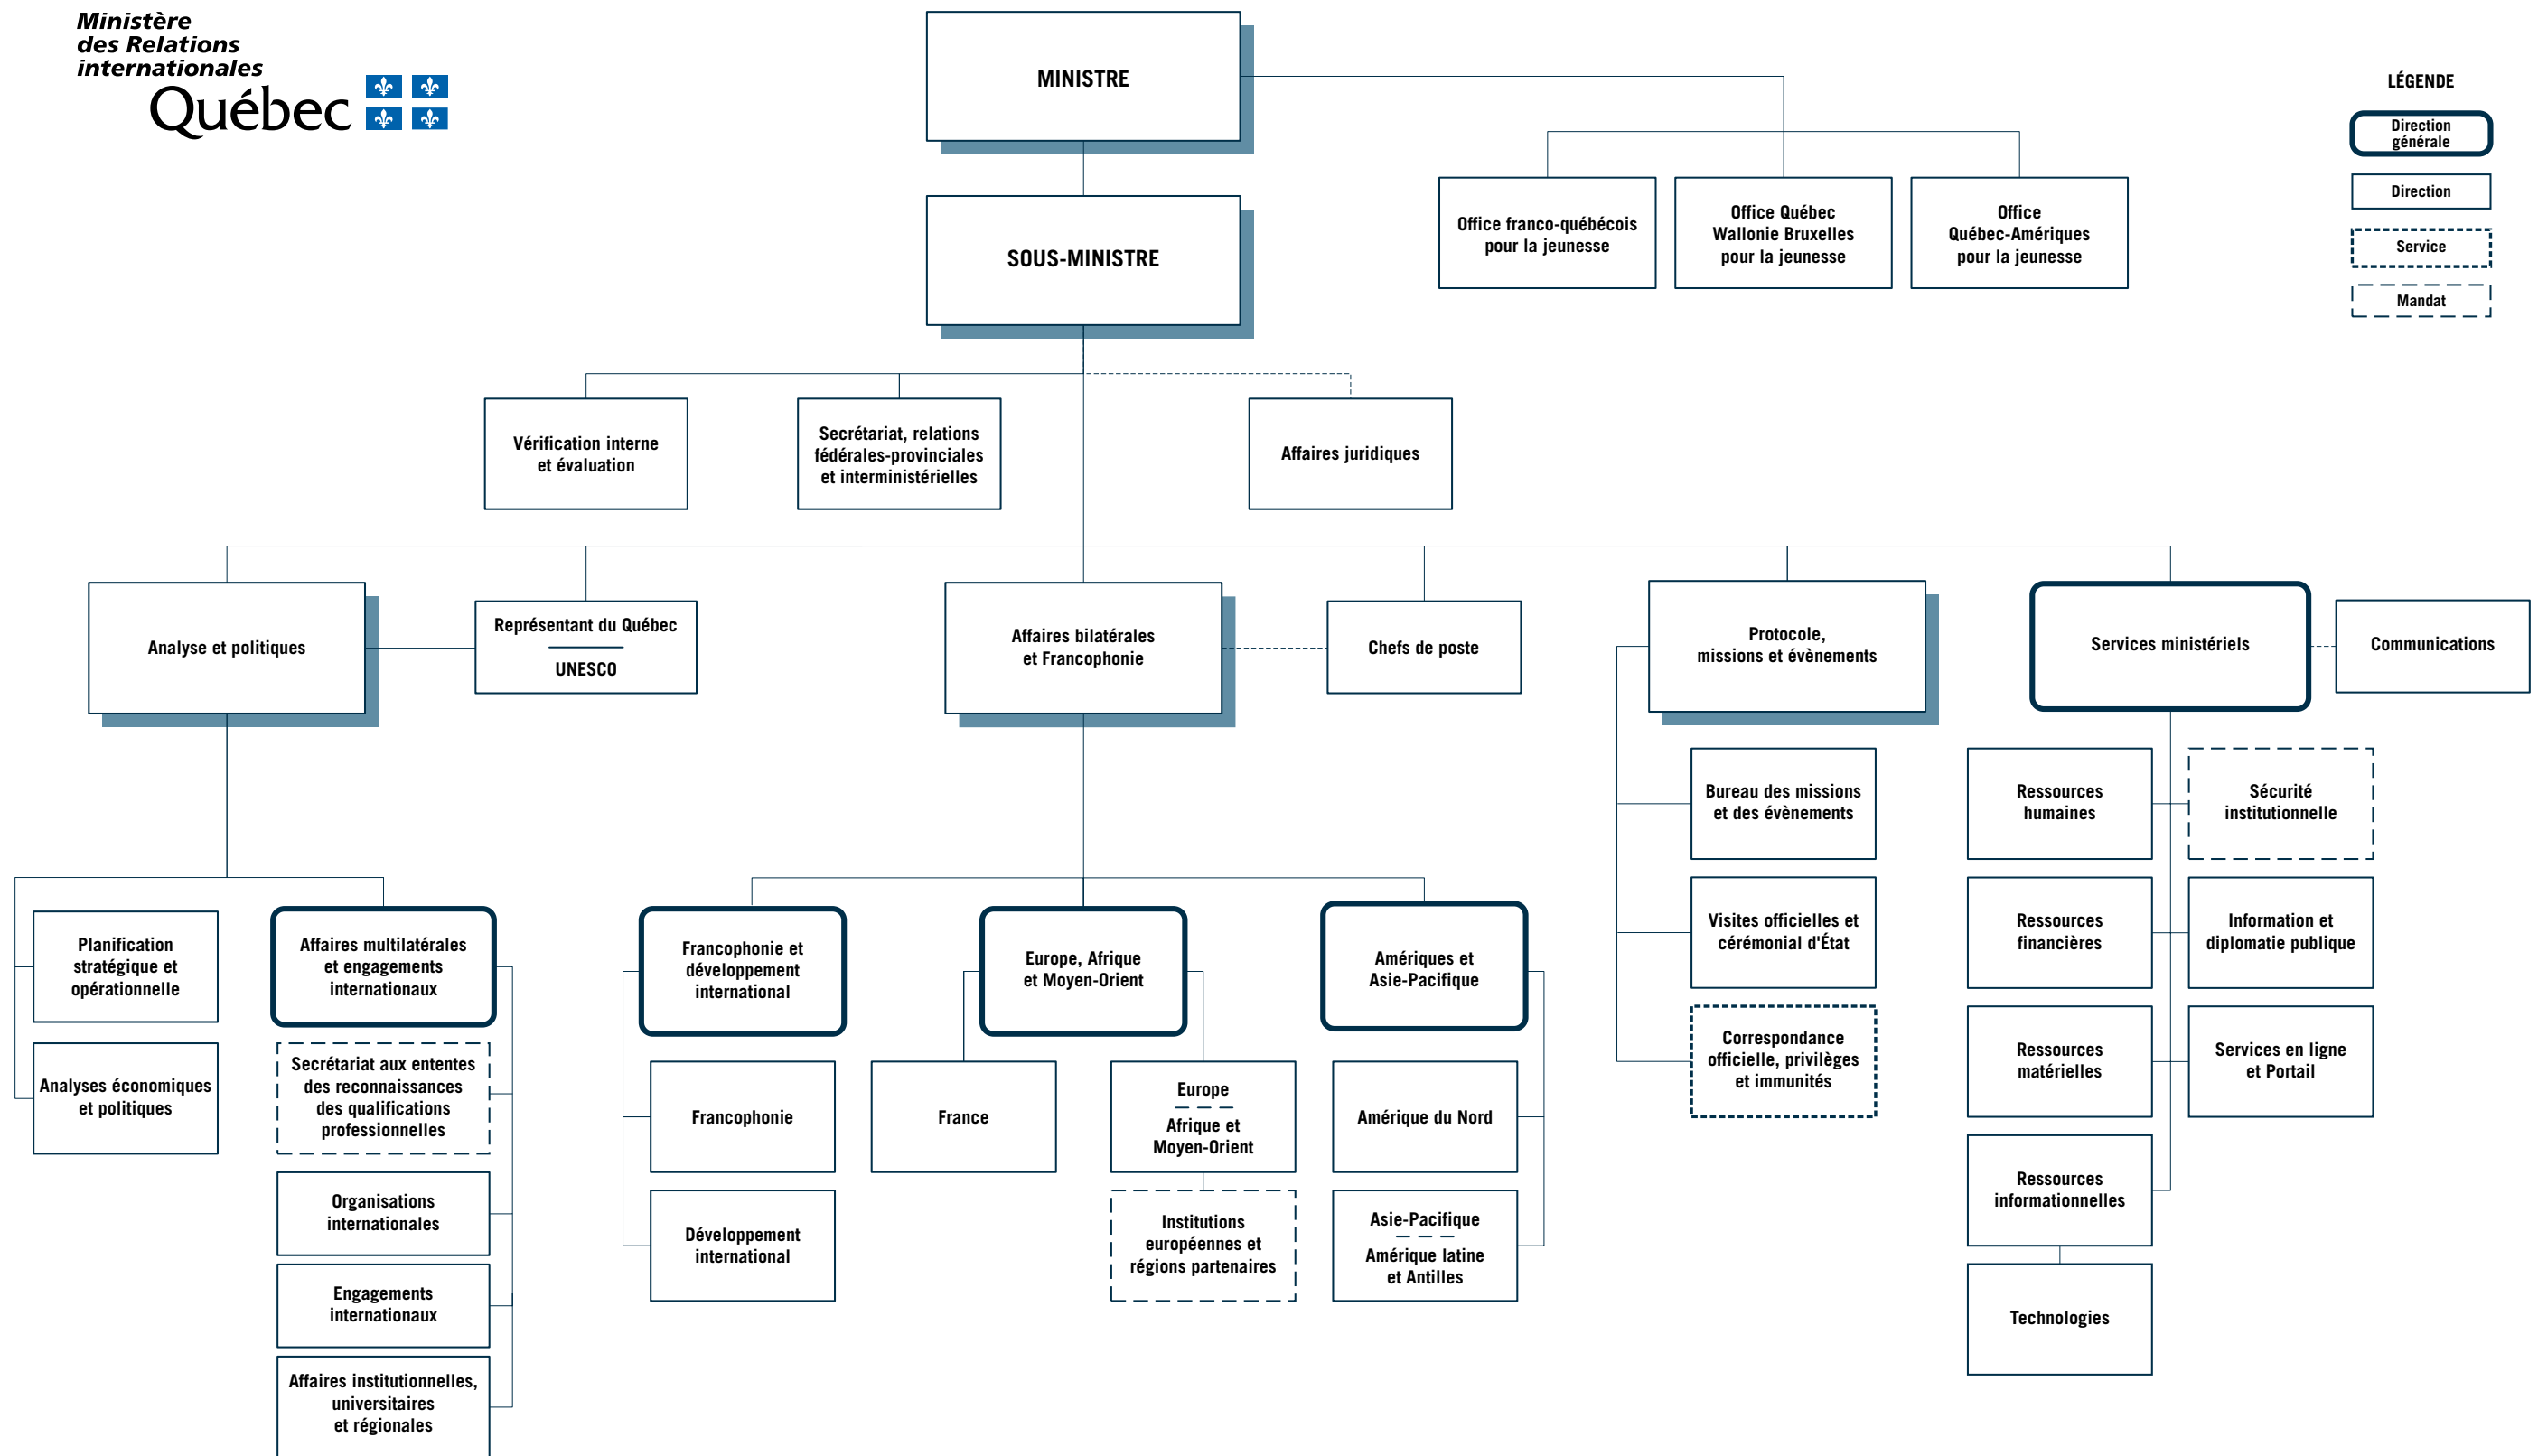 Ministère
des Relations
internationales
Québec
MINISTRE
LÉGENDE
Direction
générale
Direction
Service
Mandat
Office franco-québécois
pour la jeunesse
Office Québec
Wallonie Bruxelles
pour la jeunesse
Office
Québec-Amériques
pour la jeunesse
SOUS-MINISTRE
Vérification interne
et évaluation
Secrétariat, relations
fédérales-provinciales
et interministérielles
Affaires juridiques
Analyse et politiques
Représentant du Québec
UNESCO
Affaires bilatérales
et Francophonie
Chefs de poste
Protocole,
missions et évènements
Services ministériels
Communications
Planification
stratégique et
opérationnelle
Analyses économiques
et politiques
Affaires multilatérales
et engagements
internationaux
Secrétariat aux ententes
des reconnaissances
des qualifications
professionnelles
Organisations
internationales
Engagements
internationaux
Affaires institutionnelles,
universitaires
et régionales
Francophonie et
développement
international
Francophonie
Développement
international
Europe, Afrique
et Moyen-Orient
France
Europe
Afrique et
Moyen-Orient
Institutions
européennes et
régions partenaires
Amériques et
Asie-Pacifique
Amérique du Nord
Asie-Pacifique
Amérique latine
et Antilles
Bureau des missions
et des évènements
Visites officielles et
cérémonial d'État
Correspondance
officielle, privilèges
et immunités
Ressources
humaines
Sécurité
institutionnelle
Ressources
financières
Information et
diplomatie publique
Ressources
matérielles
Services en ligne
et Portail
Ressources
informationnelles
Technologies